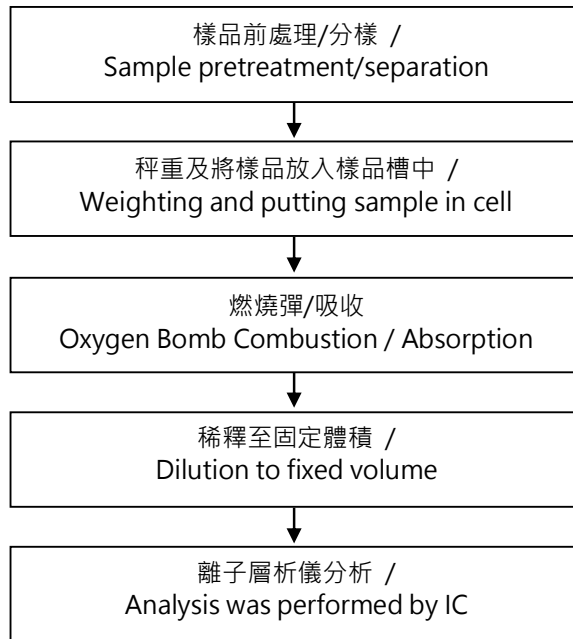 樣品前處理/分樣 /
Sample pretreatment/separation
秤重及將樣品放入樣品槽中 /
Weighting and putting sample in cell
燃燒彈/吸收
Oxygen Bomb Combustion / Absorption
稀釋至固定體積 /
Dilution to fixed volume
離子層析儀分析 /
Analysis was performed by IC